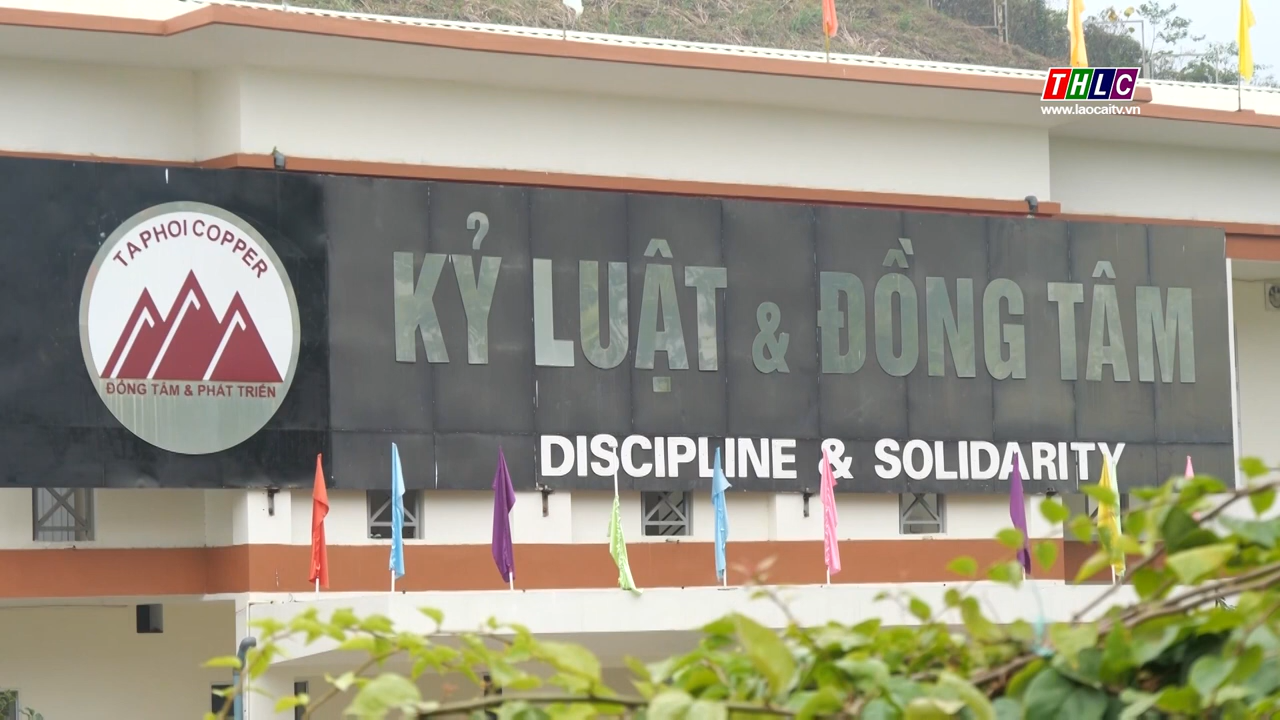 THLC
www.laocaitv.vn
TAPHOI COPPER
ĐỒNG TÂM & PHÁT TRIỂN
KỶ LUẬT & ĐỒNG TÂM
DISCIPLINE & SOLIDARITY